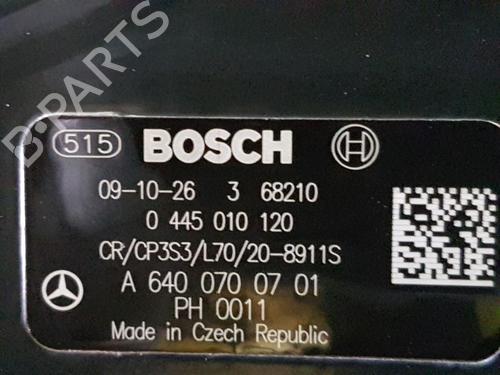 B-PARTS
515 BOSCH
09-10-26 3 68210
0 445 010 120
CR/CP3S3/L70/20-8911S
A 640 070 07 01
PH 0011
Made in Czech Republic